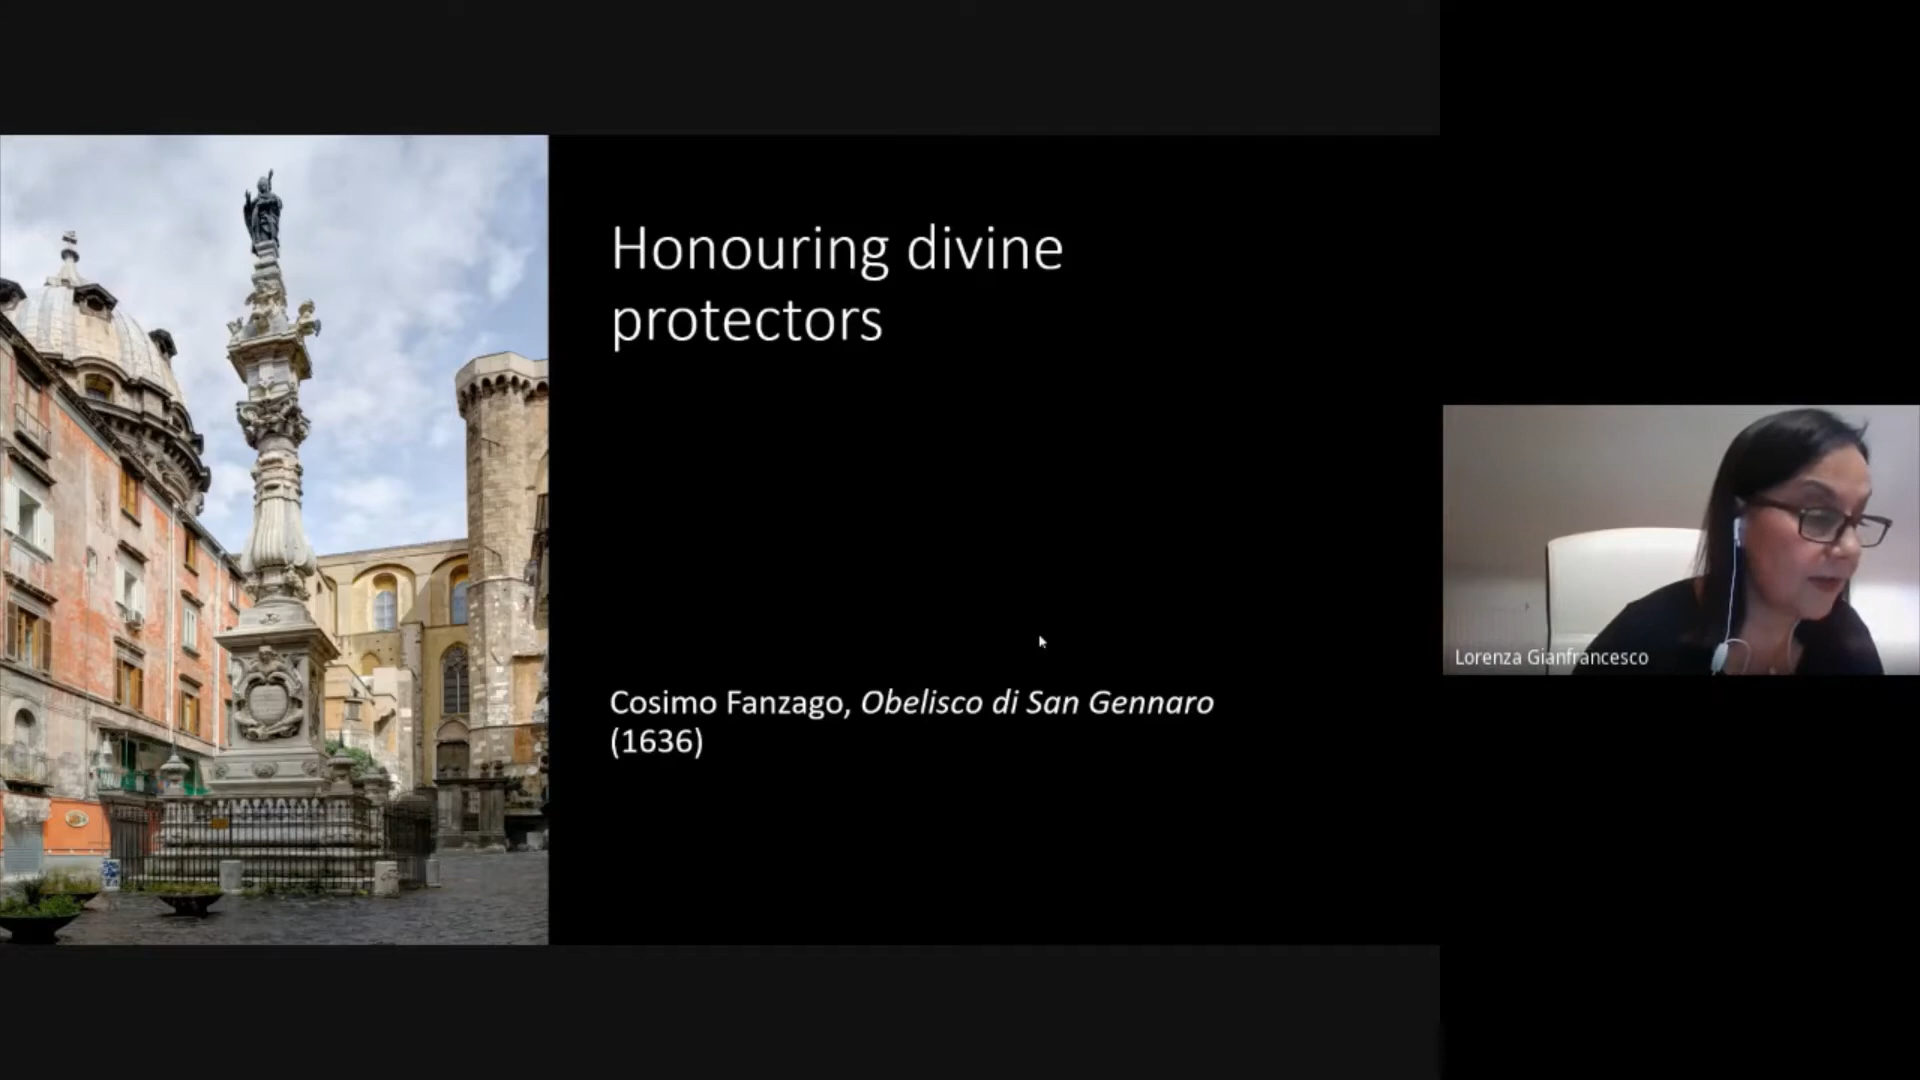 Honouring divine
protectors
Cosimo Fanzago, Obelisco di San Gennaro
(1636)
Lorenza Gianfrancesco